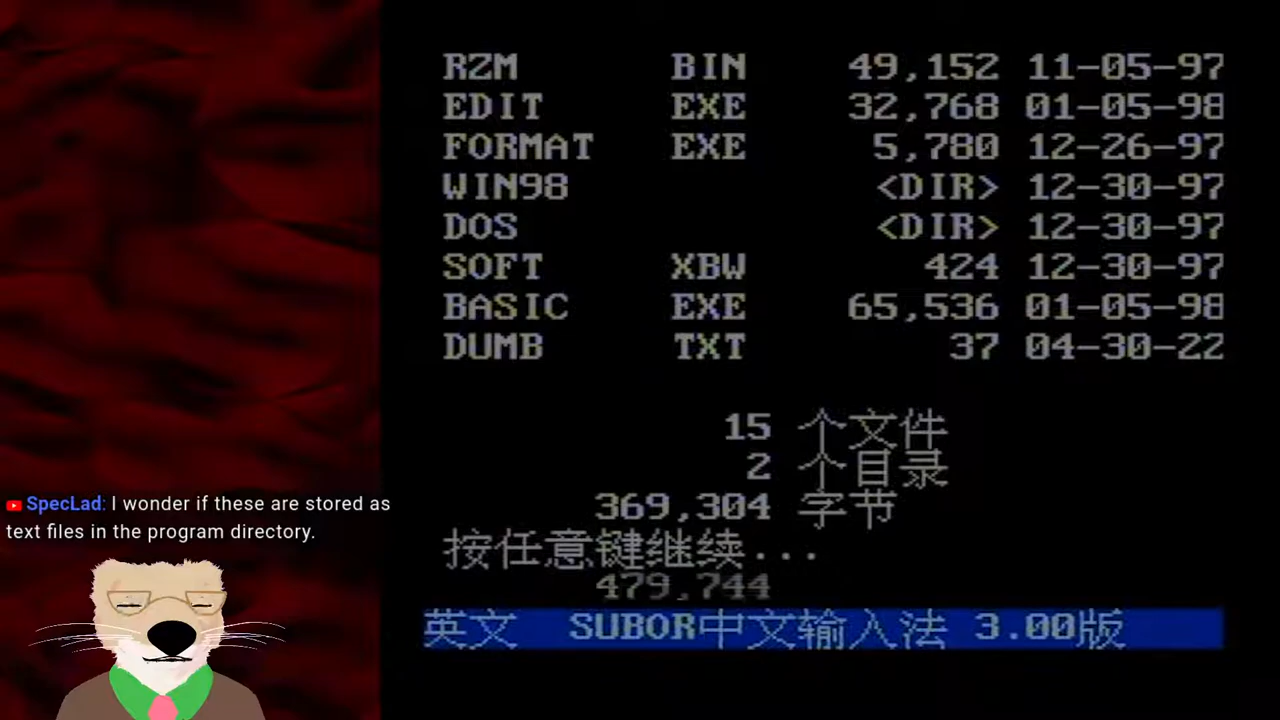 RZM BIN 49,152 11-05-97
EDIT EXE 32,768 01-05-98
FORMAT EXE 5,780 12-26-97
WIN98 <DIR> 12-30-97
DOS <DIR> 12-30-97
SOFT XBW 424 12-30-97
BASIC EXE 65,536 01-05-98
DUMB TXT 37 04-30-22
15 个文件
2 个目录
369,304 字节
按任意键继续...
479,744
英文 SUBOR中文输入法 3.00版
SpecLad: I wonder if these are stored as
text files in the program directory.